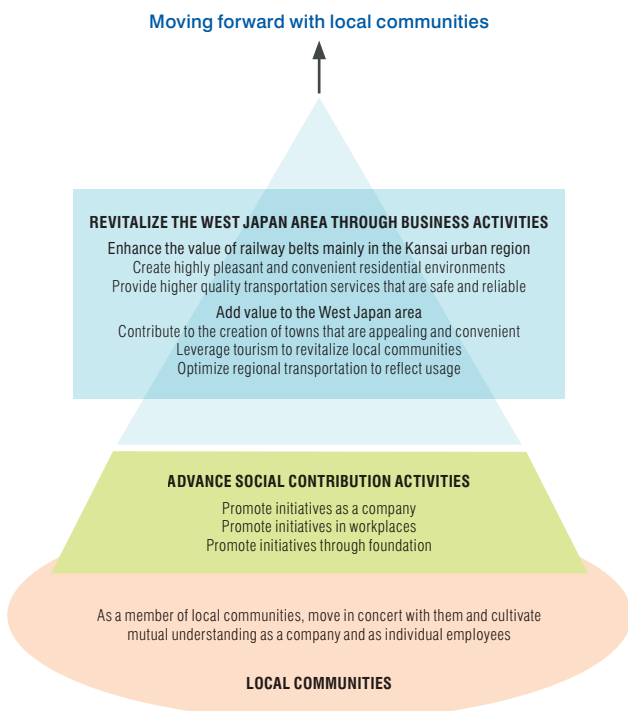 Moving forward with local communities
REVITALIZE THE WEST JAPAN AREA THROUGH BUSINESS ACTIVITIES
Enhance the value of railway belts mainly in the Kansai urban region
Create highly pleasant and convenient residential environments
Provide higher quality transportation services that are safe and reliable
Add value to the West Japan area
Contribute to the creation of towns that are appealing and convenient
Leverage tourism to revitalize local communities
Optimize regional transportation to reflect usage
ADVANCE SOCIAL CONTRIBUTION ACTIVITIES
Promote initiatives as a company
Promote initiatives in workplaces
Promote initiatives through foundation
As a member of local communities, move in concert with them and cultivate
mutual understanding as a company and as individual employees
LOCAL COMMUNITIES